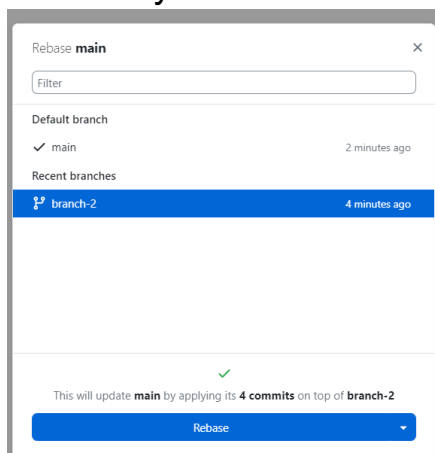 Rebase main
Filter
Default branch
main 2 minutes ago
Recent branches
branch-2 4 minutes ago
This will update main by applying its 4 commits on top of branch-2
Rebase